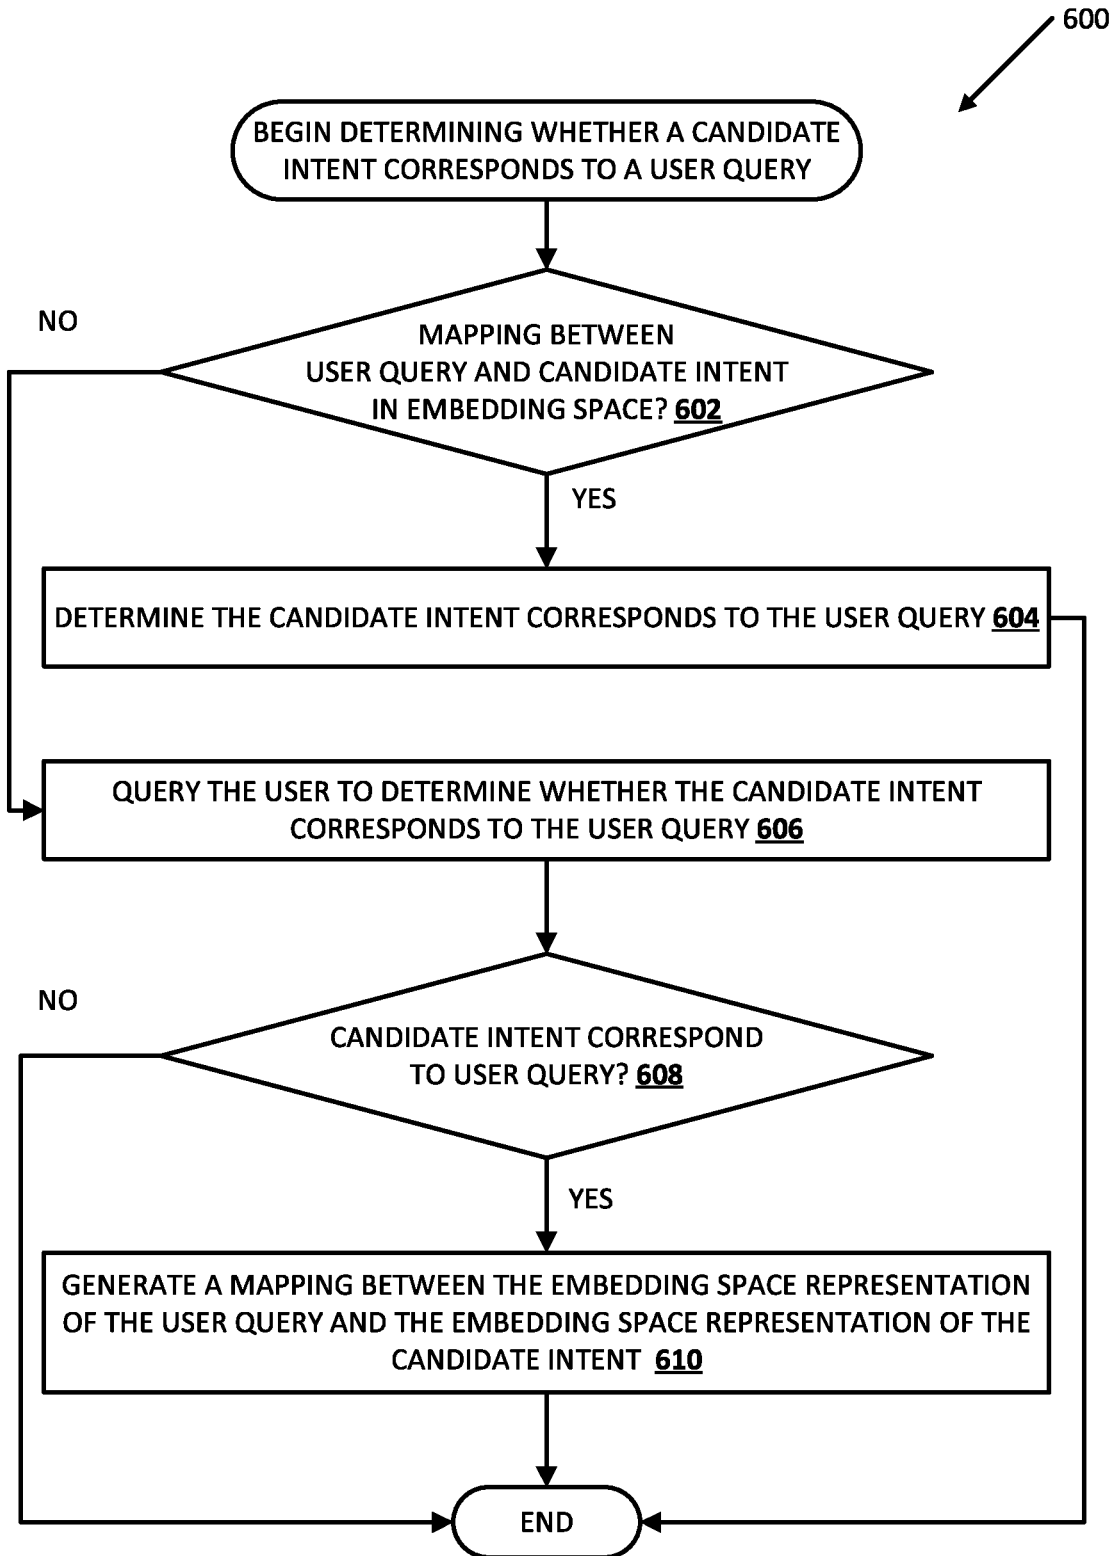 600
BEGIN DETERMINING WHETHER A CANDIDATE
INTENT CORRESPONDS TO A USER QUERY
NO
MAPPING BETWEEN
USER QUERY AND CANDIDATE INTENT
IN EMBEDDING SPACE? 602
YES
DETERMINE THE CANDIDATE INTENT CORRESPONDS TO THE USER QUERY 604
QUERY THE USER TO DETERMINE WHETHER THE CANDIDATE INTENT
CORRESPONDS TO THE USER QUERY 606
NO
CANDIDATE INTENT CORRESPOND
TO USER QUERY? 608
YES
GENERATE A MAPPING BETWEEN THE EMBEDDING SPACE REPRESENTATION
OF THE USER QUERY AND THE EMBEDDING SPACE REPRESENTATION OF THE
CANDIDATE INTENT 610
END